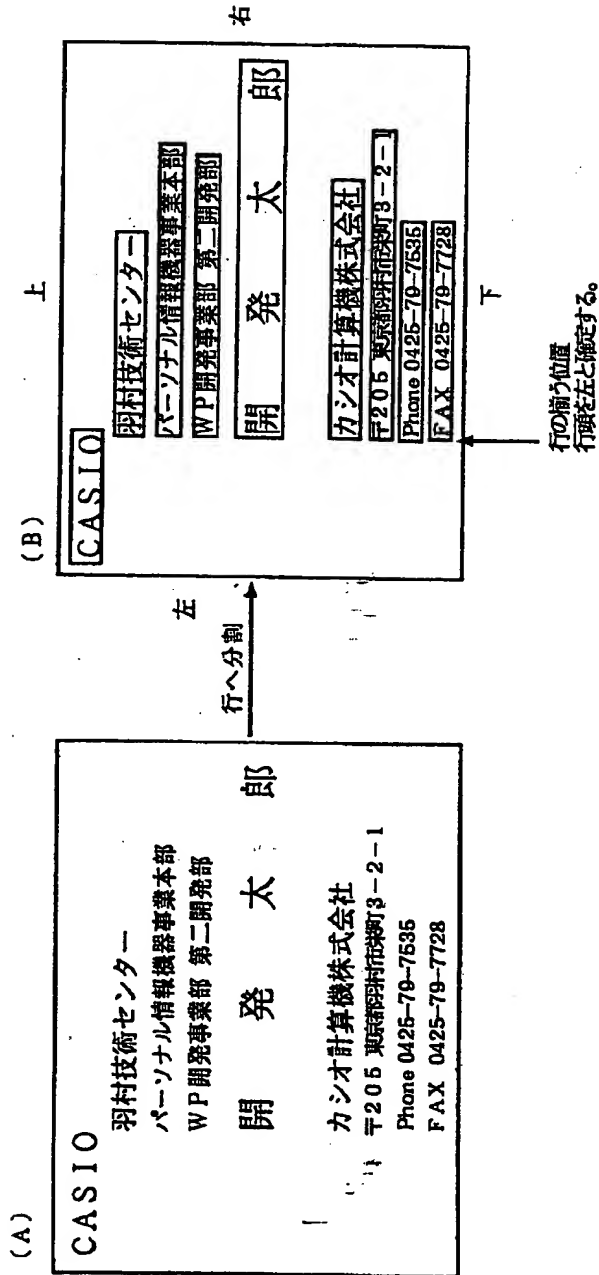 (A)
CASIO
羽村技術センター
パーソナル情報機器事業本部
WP開発事業部 第二開発部
開 発 太 郎
カシオ計算機株式会社
〒205 東京都羽村市栄町3-2-1
Phone 0425-79-7535
FAX 0425-79-7728
行へ分割
(B)
上
左
右
下
CASIO
羽村技術センター
パーソナル情報機器事業本部
WP開発事業部 第二開発部
開 発 太 郎
カシオ計算機株式会社
〒205 東京都羽村市栄町3-2-1
Phone 0425-79-7535
FAX 0425-79-7728
行の揃う位置
行頭を左と確定する。